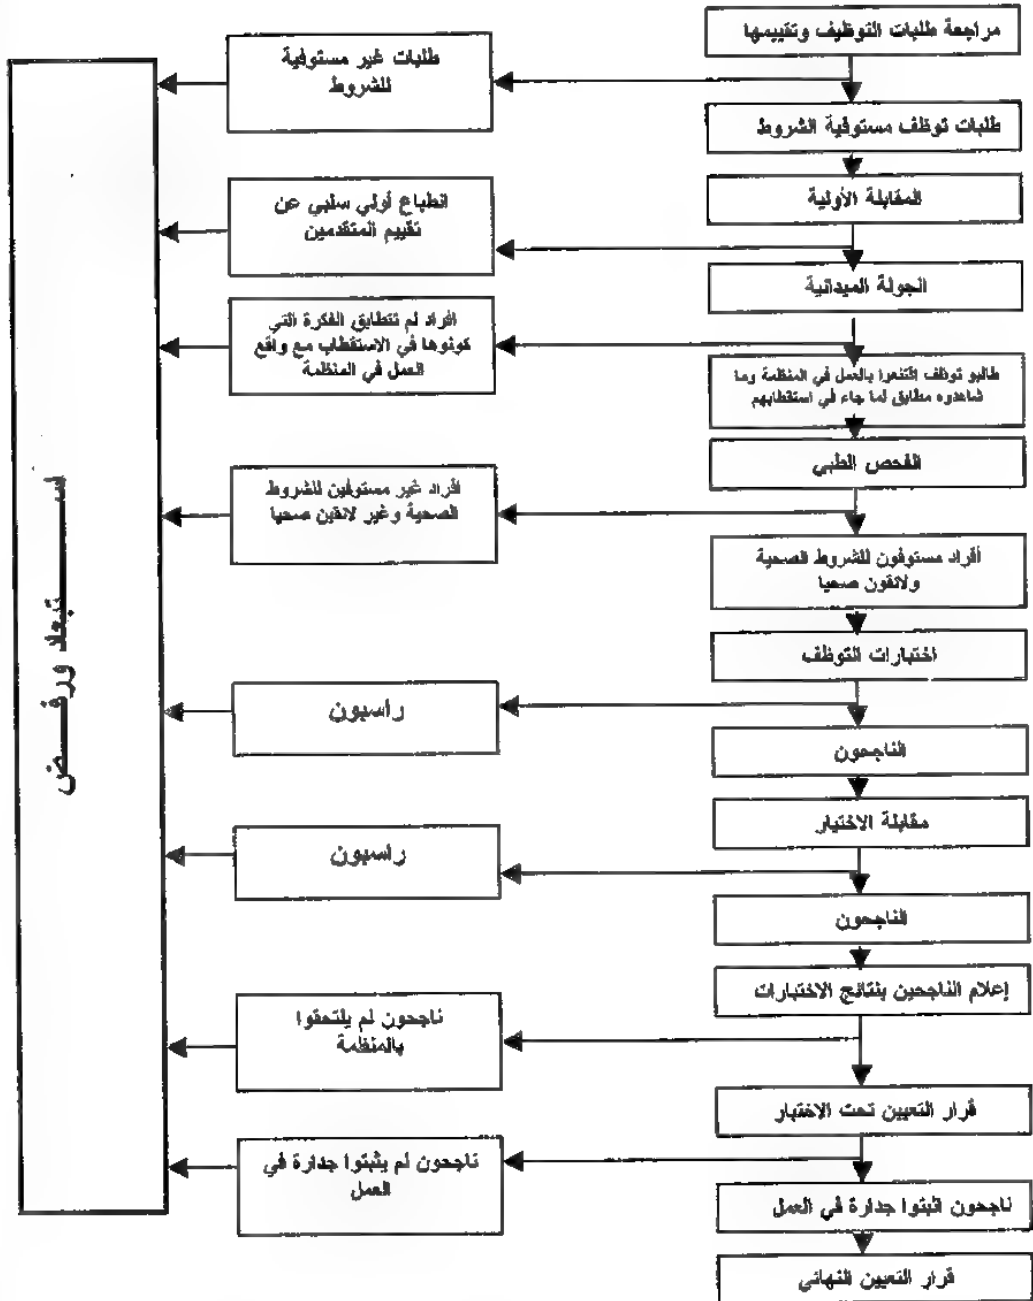 مراجعة طلبات التوظيف وتقييمها
طلبات غير مستوفية
للشروط
طلبات توظف مستوفية الشروط
المقابلة الأولية
انطباع أولي سلبي عن
تقييم المتقدمين
الجولة الميدانية
افراد لم تتطابق الفكرة التي
كونوها في الاستقطاب مع واقع
العمل في المنظمة
طالبو توظف اقتنعوا بالعمل في المنظمة وما
شاهدوه مطابق لما جاء في استقطابهم
الفحص الطبي
أفراد غير مستوفين للشروط
الصحية وغير لائقين صحيا
أفراد مستوفون للشروط الصحية
ولائقون صحيا
اختبارات التوظف
راسبون
الناجحون
مقابلة الاختيار
راسبون
الناجحون
إعلام الناجحين بنتائج الاختبارات
ناجحون لم يلتحقوا
بالمنظمة
قرار التعيين تحت الاختبار
ناجحون لم يثبتوا جدارة في
العمل
ناجحون اثبتوا جدارة في العمل
قرار التعيين النهائي
اســــــتبعاد ورفــــــض